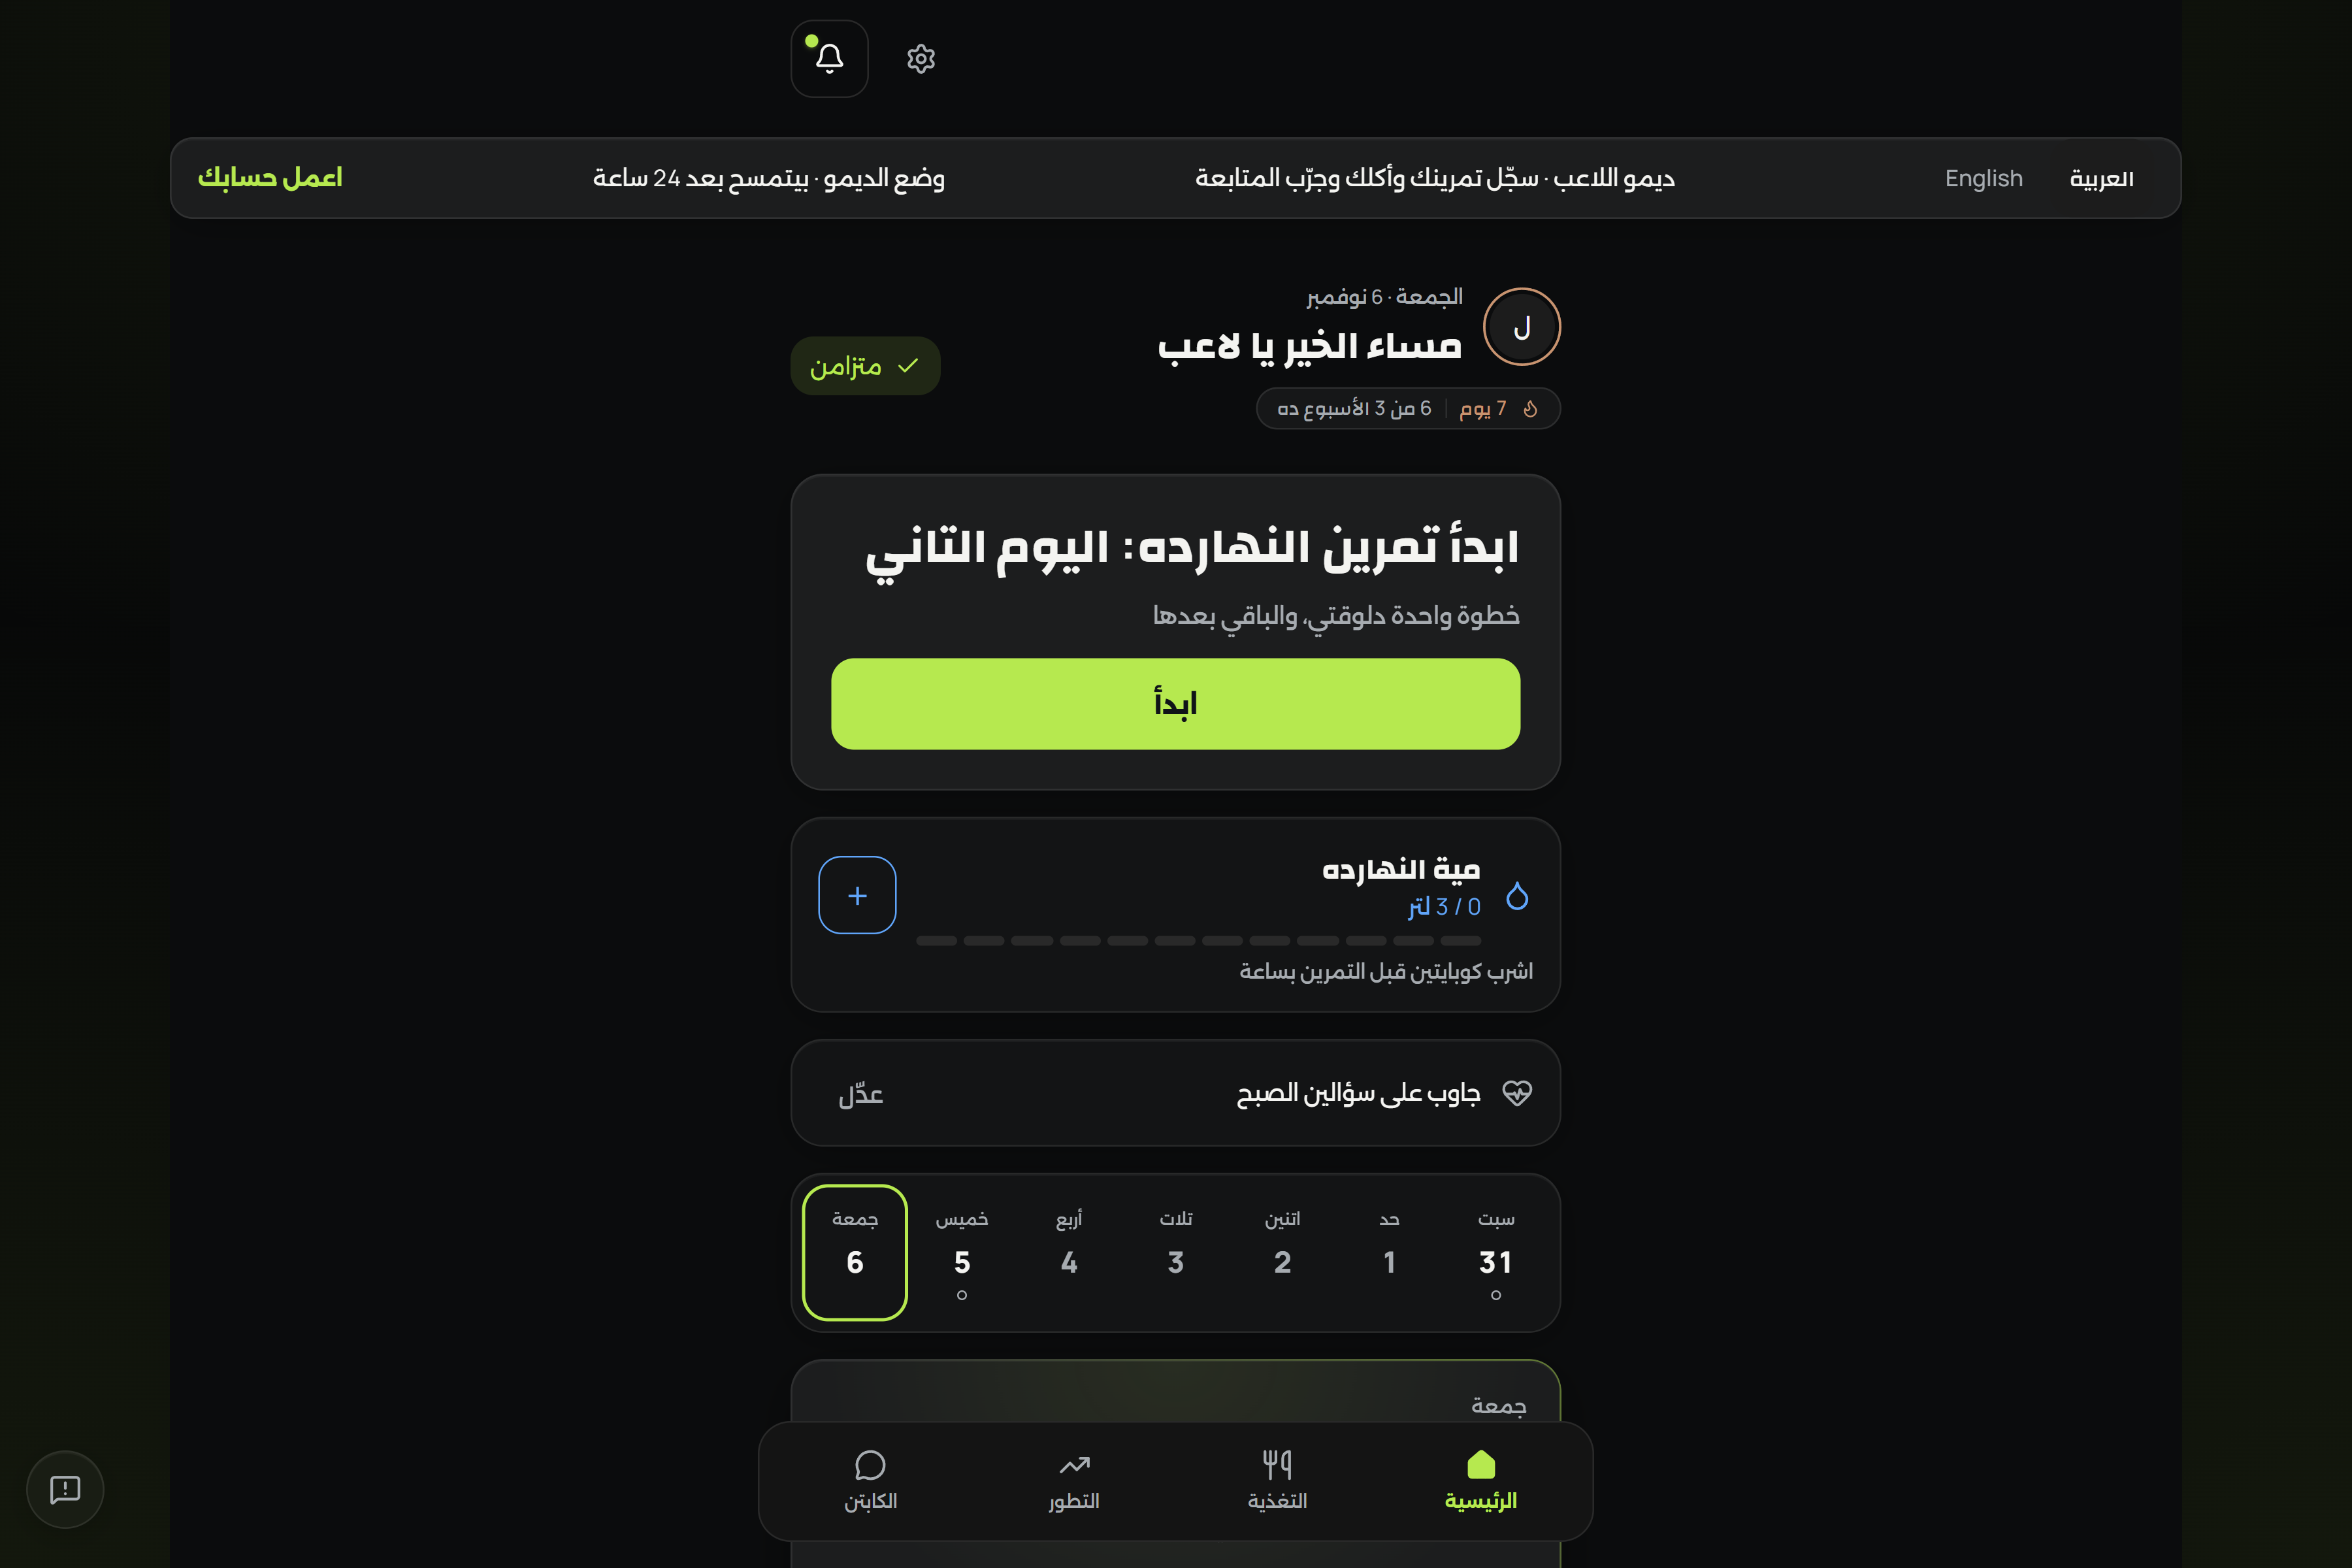 العربية
English
ديمو اللاعب · سجّل تمرينك وأكلك وجرّب المتابعة
وضع الديمو · بيتمسح بعد 24 ساعة
اعمل حسابك
ل
الجمعة · 6 نوفمبر
مساء الخير يا لاعب
7 يوم
6 من 3 الأسبوع ده
متزامن
ابدأ تمرين النهارده: اليوم التاني
خطوة واحدة دلوقتي، والباقي بعدها
ابدأ
مية النهارده
0 / 3 لتر
اشرب كوبايتين قبل التمرين بساعة
جاوب على سؤالين الصبح
عدّل
سبت
31
حد
1
اتنين
2
تلات
3
أربع
4
خميس
5
جمعة
6
جمعة
الرئيسية
التغذية
التطور
الكابتن